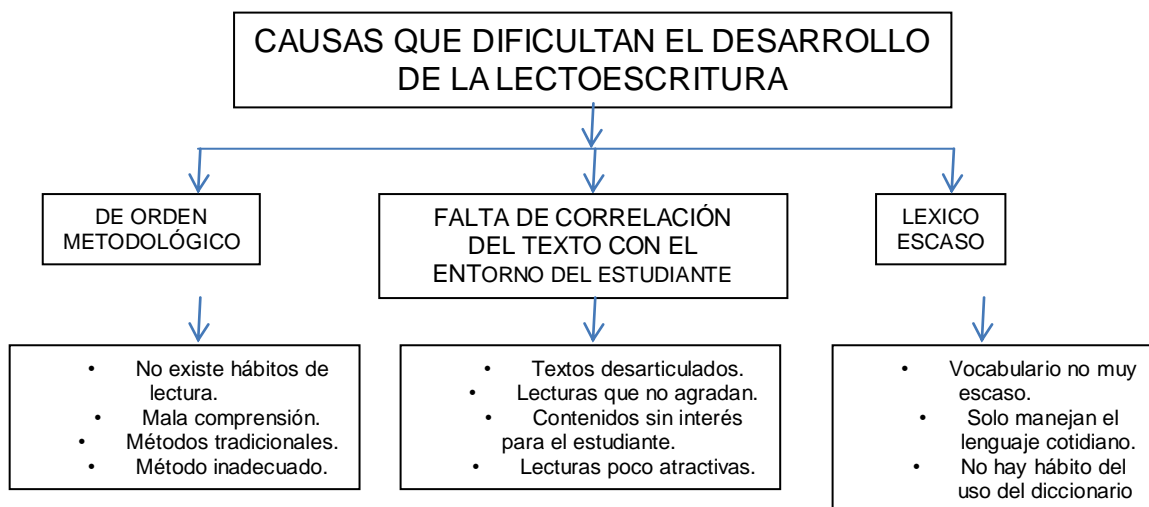 CAUSAS QUE DIFICULTAN EL DESARROLLO
DE LA LECTOESCRITURA
DE ORDEN
METODOLÓGICO
FALTA DE CORRELACIÓN
DEL TEXTO CON EL
ENTORNO DEL ESTUDIANTE
LEXICO
ESCASO
• No existe hábitos de
lectura.
• Mala comprensión.
• Métodos tradicionales.
• Método inadecuado.
• Textos desarticulados.
• Lecturas que no agradan.
• Contenidos sin interés
para el estudiante.
• Lecturas poco atractivas.
• Vocabulario no muy
escaso.
• Solo manejan el
lenguaje cotidiano.
• No hay hábito del
uso del diccionario